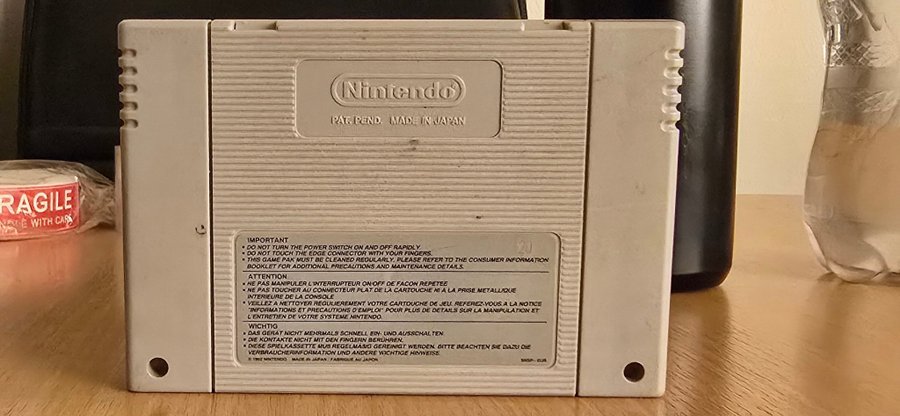 Nintendo®
PAT. PEND. MADE IN JAPAN
RAGILE
LE WITH CARE
IMPORTANT
• DO NOT TURN THE POWER SWITCH ON AND OFF RAPIDLY.
• DO NOT TOUCH THE EDGE CONNECTOR WITH YOUR FINGERS.
• THIS GAME PAK MUST BE CLEANED REGULARLY, PLEASE REFER TO THE CONSUMER INFORMATION
BOOKLET FOR ADDITIONAL PRECAUTIONS AND MAINTENANCE DETAILS.
ATTENTION
• NE PAS MANIPULER L'INTERRUPTEUR ON-OFF DE FACON REPETEE
• NE PAS TOUCHER AU CONNECTEUR PLAT DE LA CARTOUCHE NI A LA PRISE METALLIQUE
INTERIEURE DE LA CONSOLE
• VEILLEZ A NETTOYER REGULIEREMENT VOTRE CARTOUCHE DE JEU. REFEREZ-VOUS A LA NOTICE
"INFORMATIONS ET PRECAUTIONS D'EMPLOI" POUR PLUS DE DETAILS SUR LA MANIPULATION ET
L'ENTRETIEN DE VOTRE SYSTEME NINTENDO.
WICHTIG
• DAS GERÄT NICHT MEHRMALS SCHNELL EIN- UND AUSSCHALTEN.
• DIE KONTAKTE NICHT MIT DEN FINGERN BERÜHREN.
• DIESE SPIELKASSETTE MUß REGELMÄßIG GEREINIGT WERDEN. BITTE BEACHTEN SIE DAZU DIE
VERBRAUCHERINFORMATION UND ANDERE WICHTIGE HINWEISE.
© 1992 NINTENDO. MADE IN JAPAN / FABRIQUE AU JAPON. SNSP-EUR